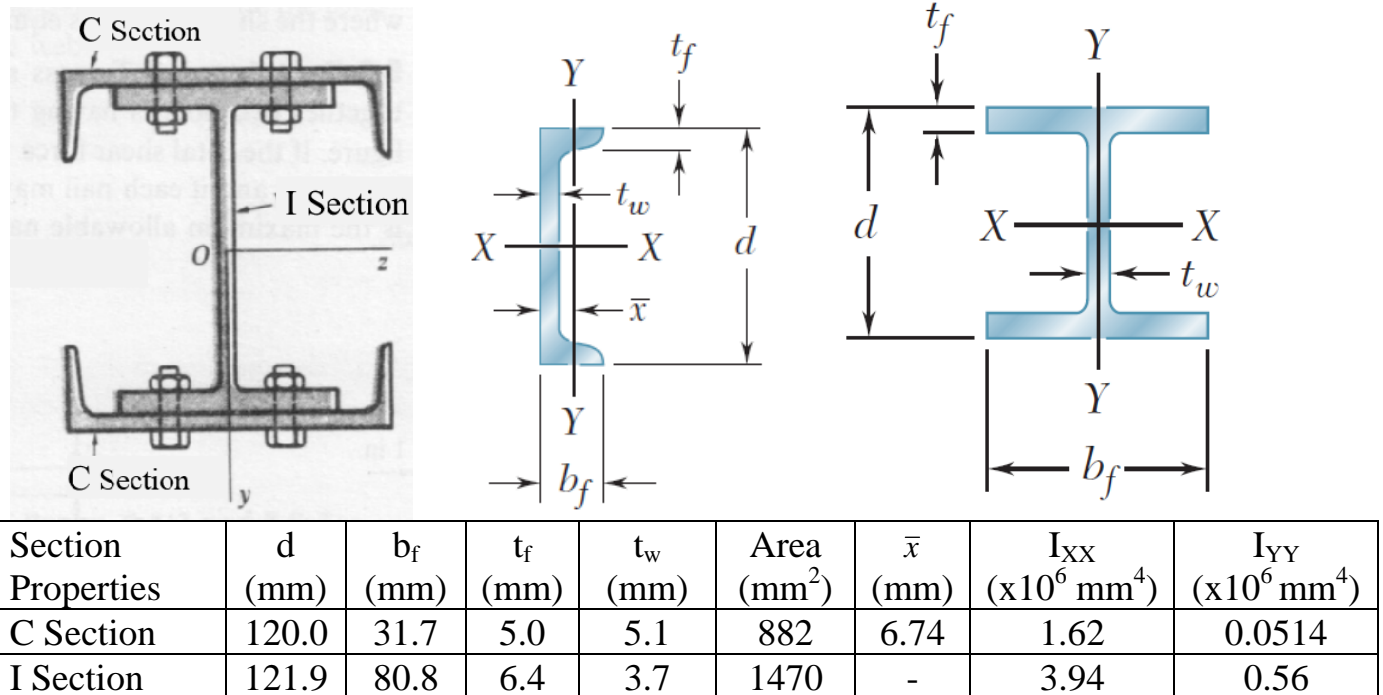 C Section
I Section
O
z
C Section
y
Y
t_f
t_w
X
X
d
x̄
Y
b_f
t_f
Y
d
X
X
t_w
Y
b_f
Section Properties | d (mm) | b_f (mm) | t_f (mm) | t_w (mm) | Area (mm²) | x̄ (mm) | I_XX (x10⁶ mm⁴) | I_YY (x10⁶ mm⁴)
C Section | 120.0 | 31.7 | 5.0 | 5.1 | 882 | 6.74 | 1.62 | 0.0514
I Section | 121.9 | 80.8 | 6.4 | 3.7 | 1470 | - | 3.94 | 0.56